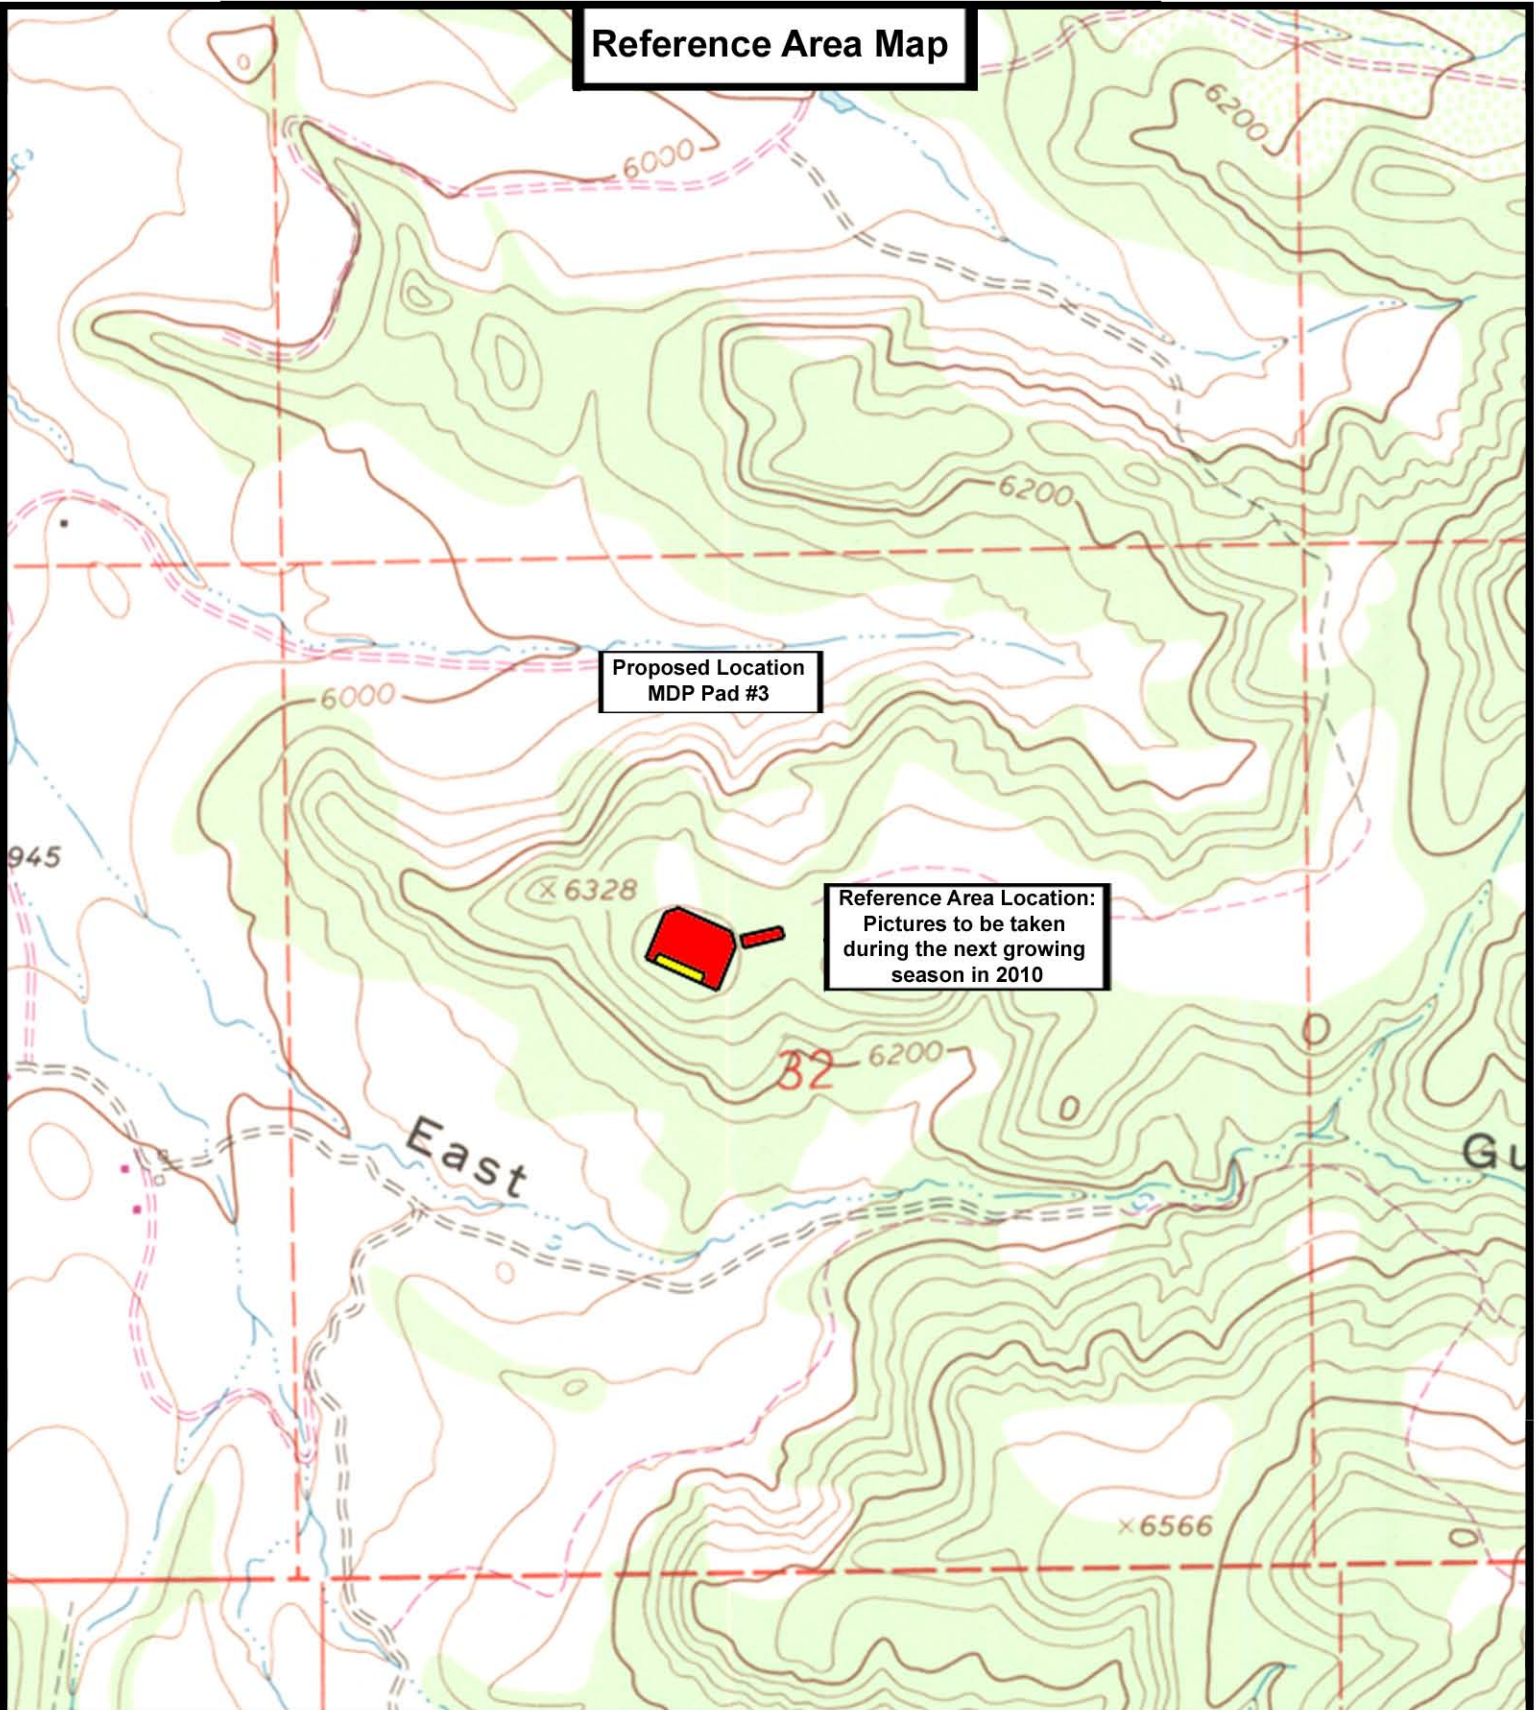 Reference Area Map
6200
6000
6200
Proposed Location
MDP Pad #3
6000
945
6328
Reference Area Location:
Pictures to be taken
during the next growing
season in 2010
32
6200
East
Gu
6566